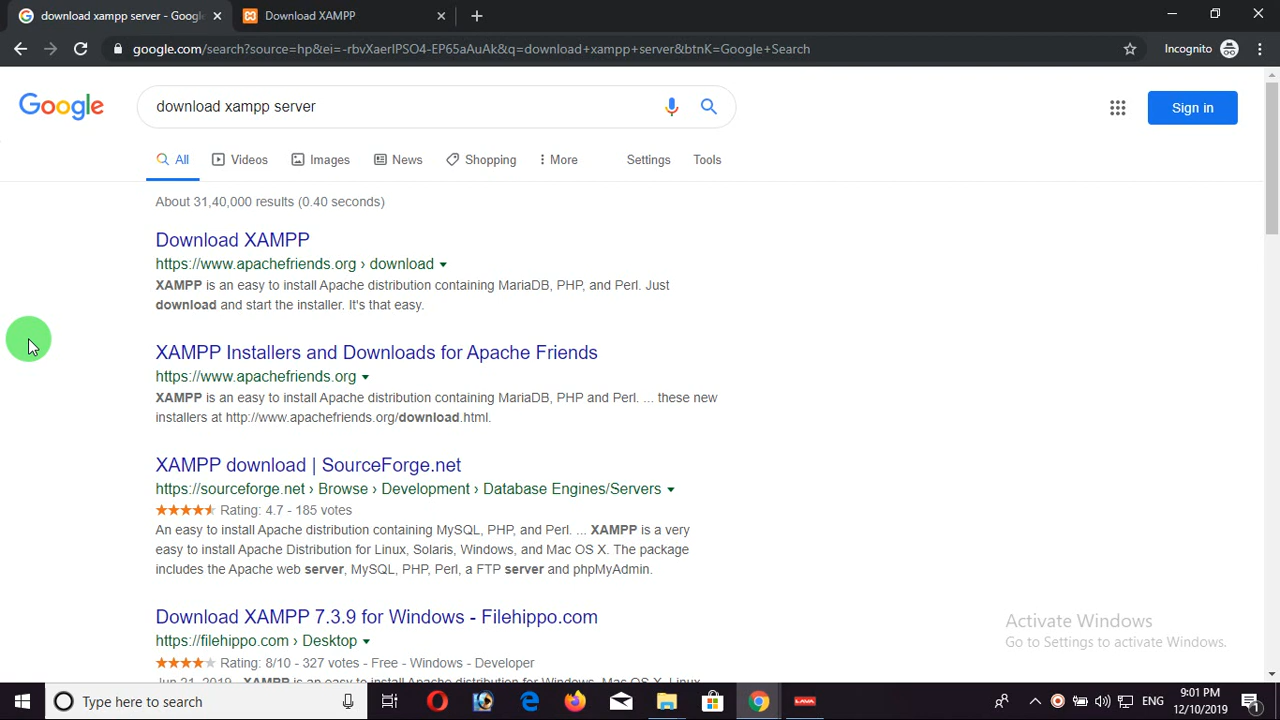 download xampp server - Google
Download XAMPP
google.com/search?source=hp&ei=-rbvXaerIPSO4-EP65aAuAk&q=download+xampp+server&btnK=Google+Search
Incognito
Google
download xampp server
Sign in
All
Videos
Images
News
Shopping
More
Settings
Tools
About 31,40,000 results (0.40 seconds)
Download XAMPP
https://www.apachefriends.org › download
XAMPP is an easy to install Apache distribution containing MariaDB, PHP, and Perl. Just
download and start the installer. It's that easy.
XAMPP Installers and Downloads for Apache Friends
https://www.apachefriends.org
XAMPP is an easy to install Apache distribution containing MariaDB, PHP and Perl. ... these new
installers at http://www.apachefriends.org/download.html.
XAMPP download | SourceForge.net
https://sourceforge.net › Browse › Development › Database Engines/Servers
Rating: 4.7 - 185 votes
An easy to install Apache distribution containing MySQL, PHP, and Perl. ... XAMPP is a very
easy to install Apache Distribution for Linux, Solaris, Windows, and Mac OS X. The package
includes the Apache web server, MySQL, PHP, Perl, a FTP server and phpMyAdmin.
Download XAMPP 7.3.9 for Windows - Filehippo.com
https://filehippo.com › Desktop
Rating: 8/10 - 327 votes - Free - Windows - Developer
Jun 21, 2019 - XAMPP is an easy to install Apache distribution for Windows, Mac OS, Linux,
Activate Windows
Go to Settings to activate Windows.
Type here to search
LAVA
ENG
9:01 PM
12/10/2019
1